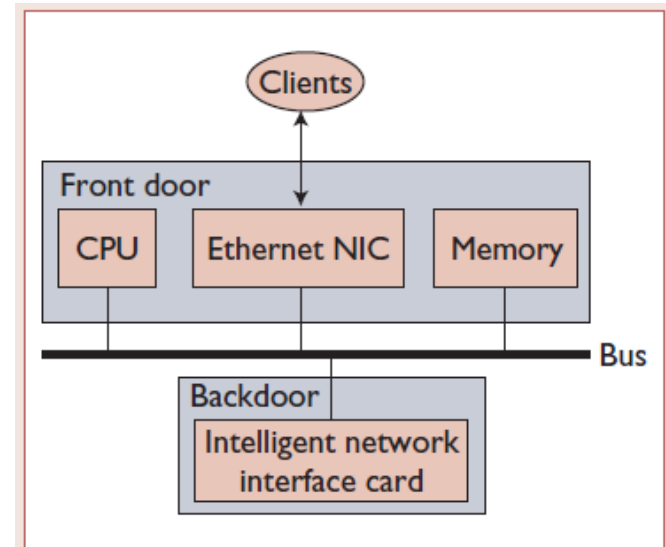 Clients
Front door
CPU
Ethernet NIC
Memory
Bus
Backdoor
Intelligent network
interface card